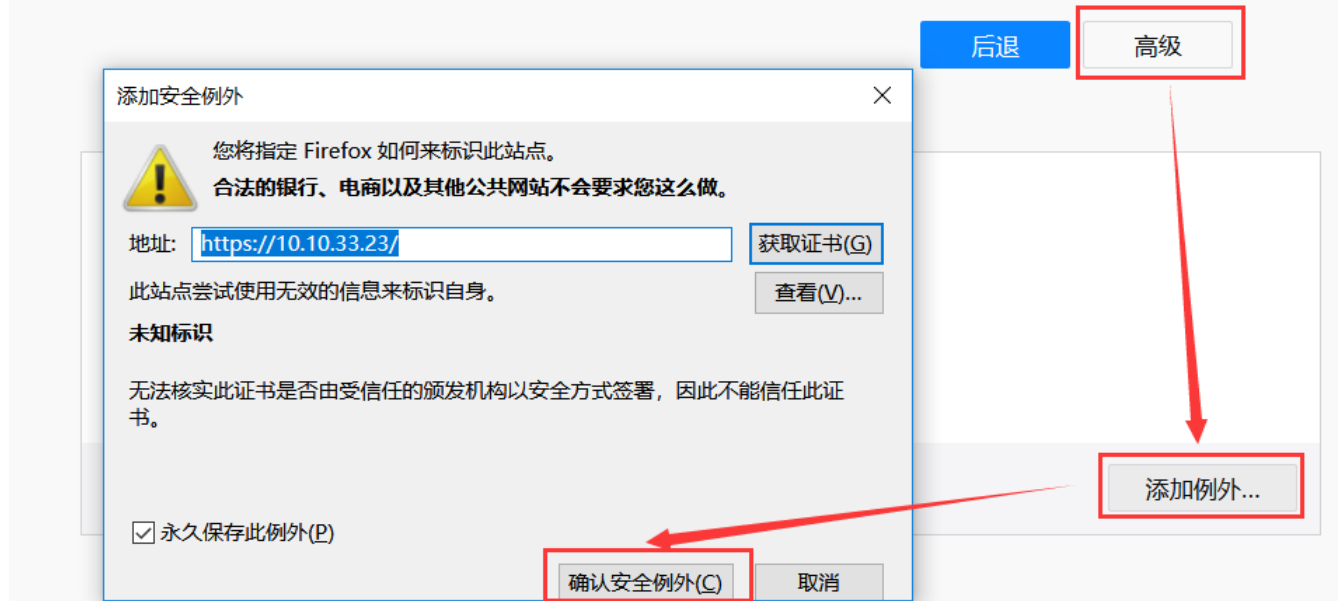 后退
高级
添加安全例外
您将指定 Firefox 如何来标识此站点。
合法的银行、电商以及其他公共网站不会要求您这么做。
地址:
https://10.10.33.23/
获取证书(G)
此站点尝试使用无效的信息来标识自身。
查看(V)...
未知标识
无法核实此证书是否由受信任的颁发机构以安全方式签署，因此不能信任此证
书。
添加例外...
永久保存此例外(P)
确认安全例外(C)
取消